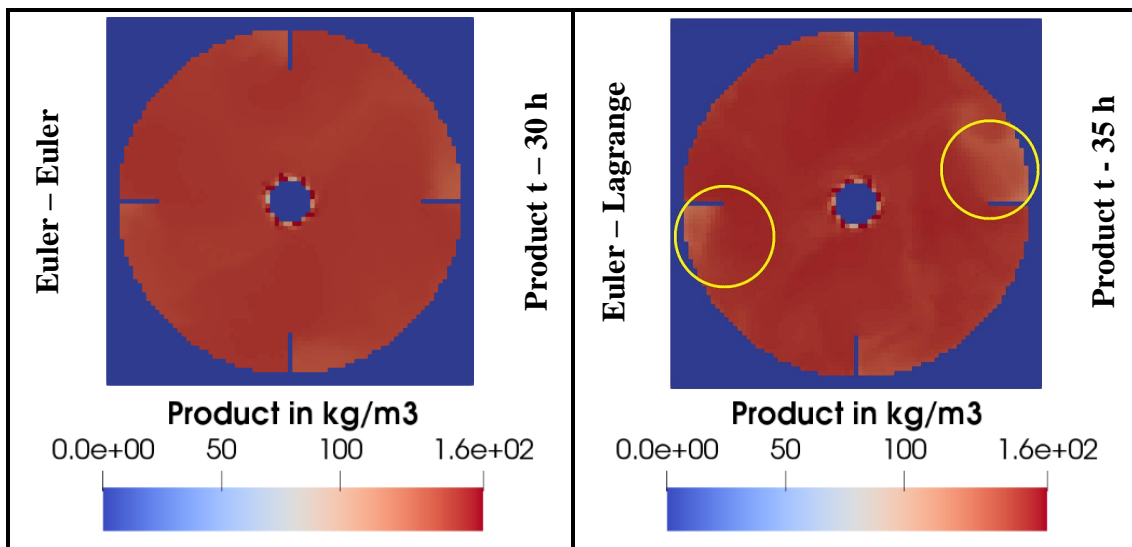 Euler – Euler
Product t – 30 h
Product in kg/m3
0.0e+00 50 100 1.6e+02
Euler – Lagrange
Product t - 35 h
Product in kg/m3
0.0e+00 50 100 1.6e+02